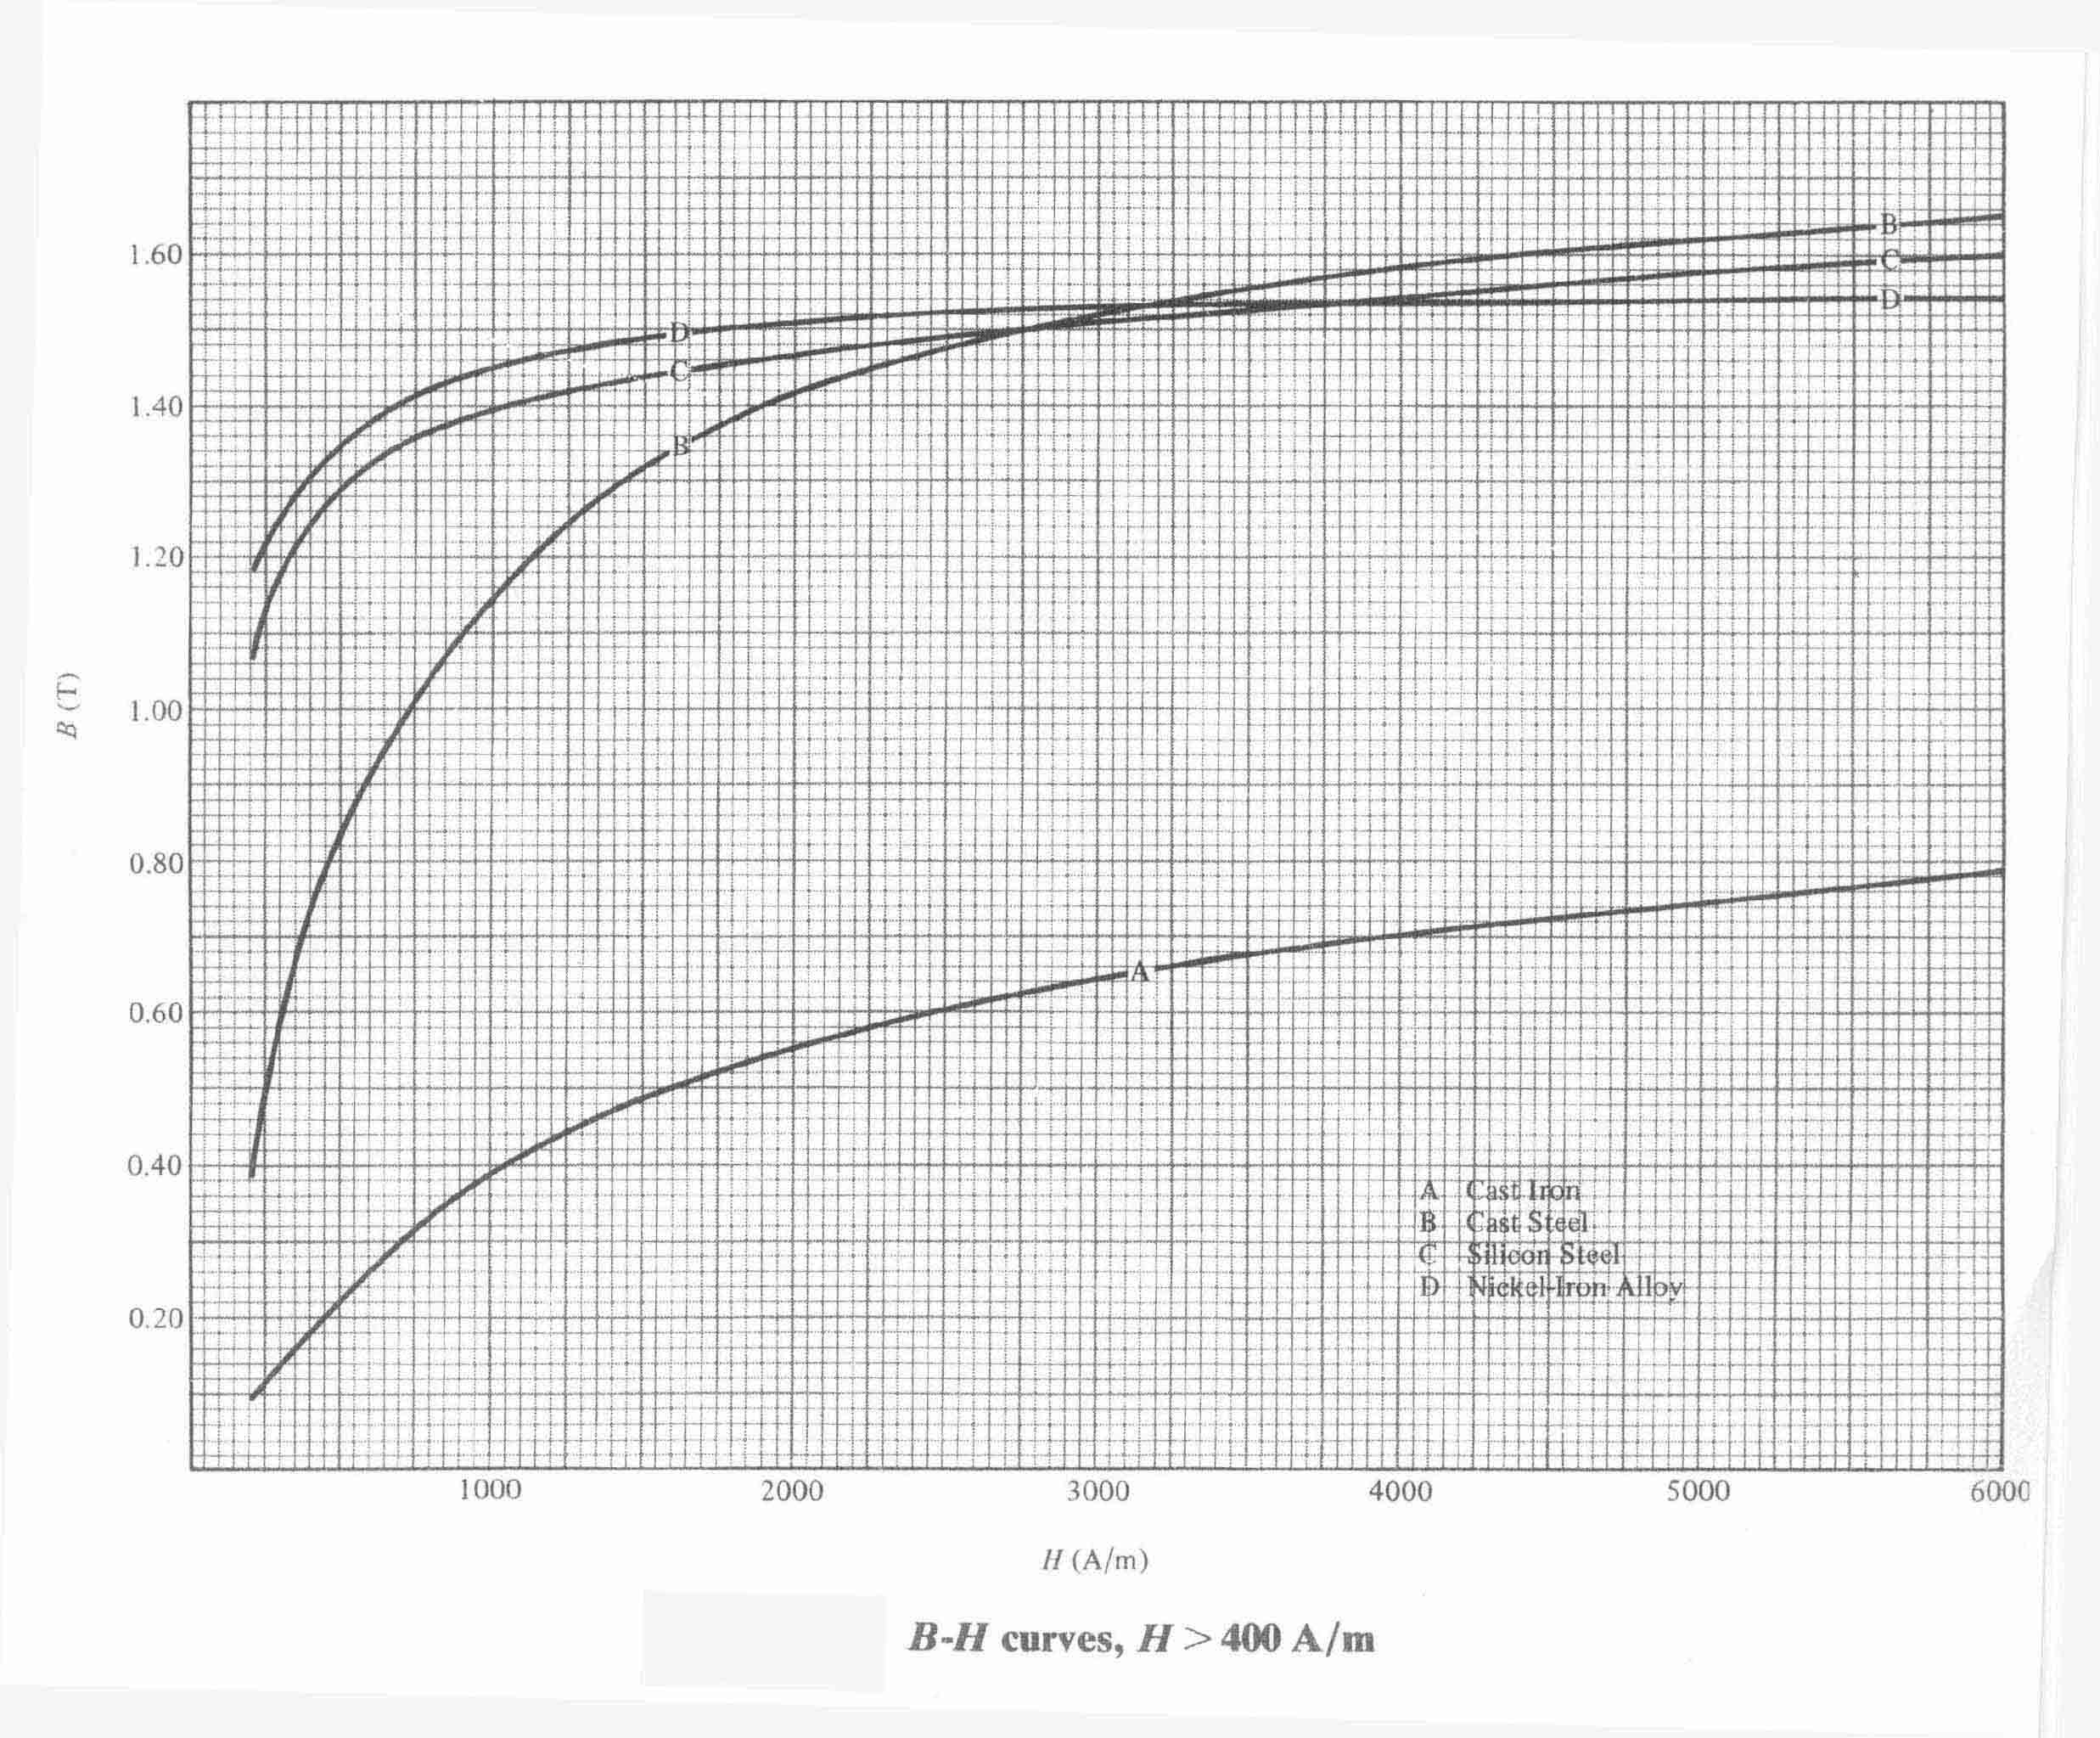 1.60
1.40
1.20
1.00
0.80
0.60
0.40
0.20
B (T)
D
C
B
B
C
D
A
A Cast Iron
B Cast Steel
C Silicon Steel
D Nickel-Iron Alloy
1000 2000 3000 4000 5000 6000
H (A/m)
B-H curves, H > 400 A/m